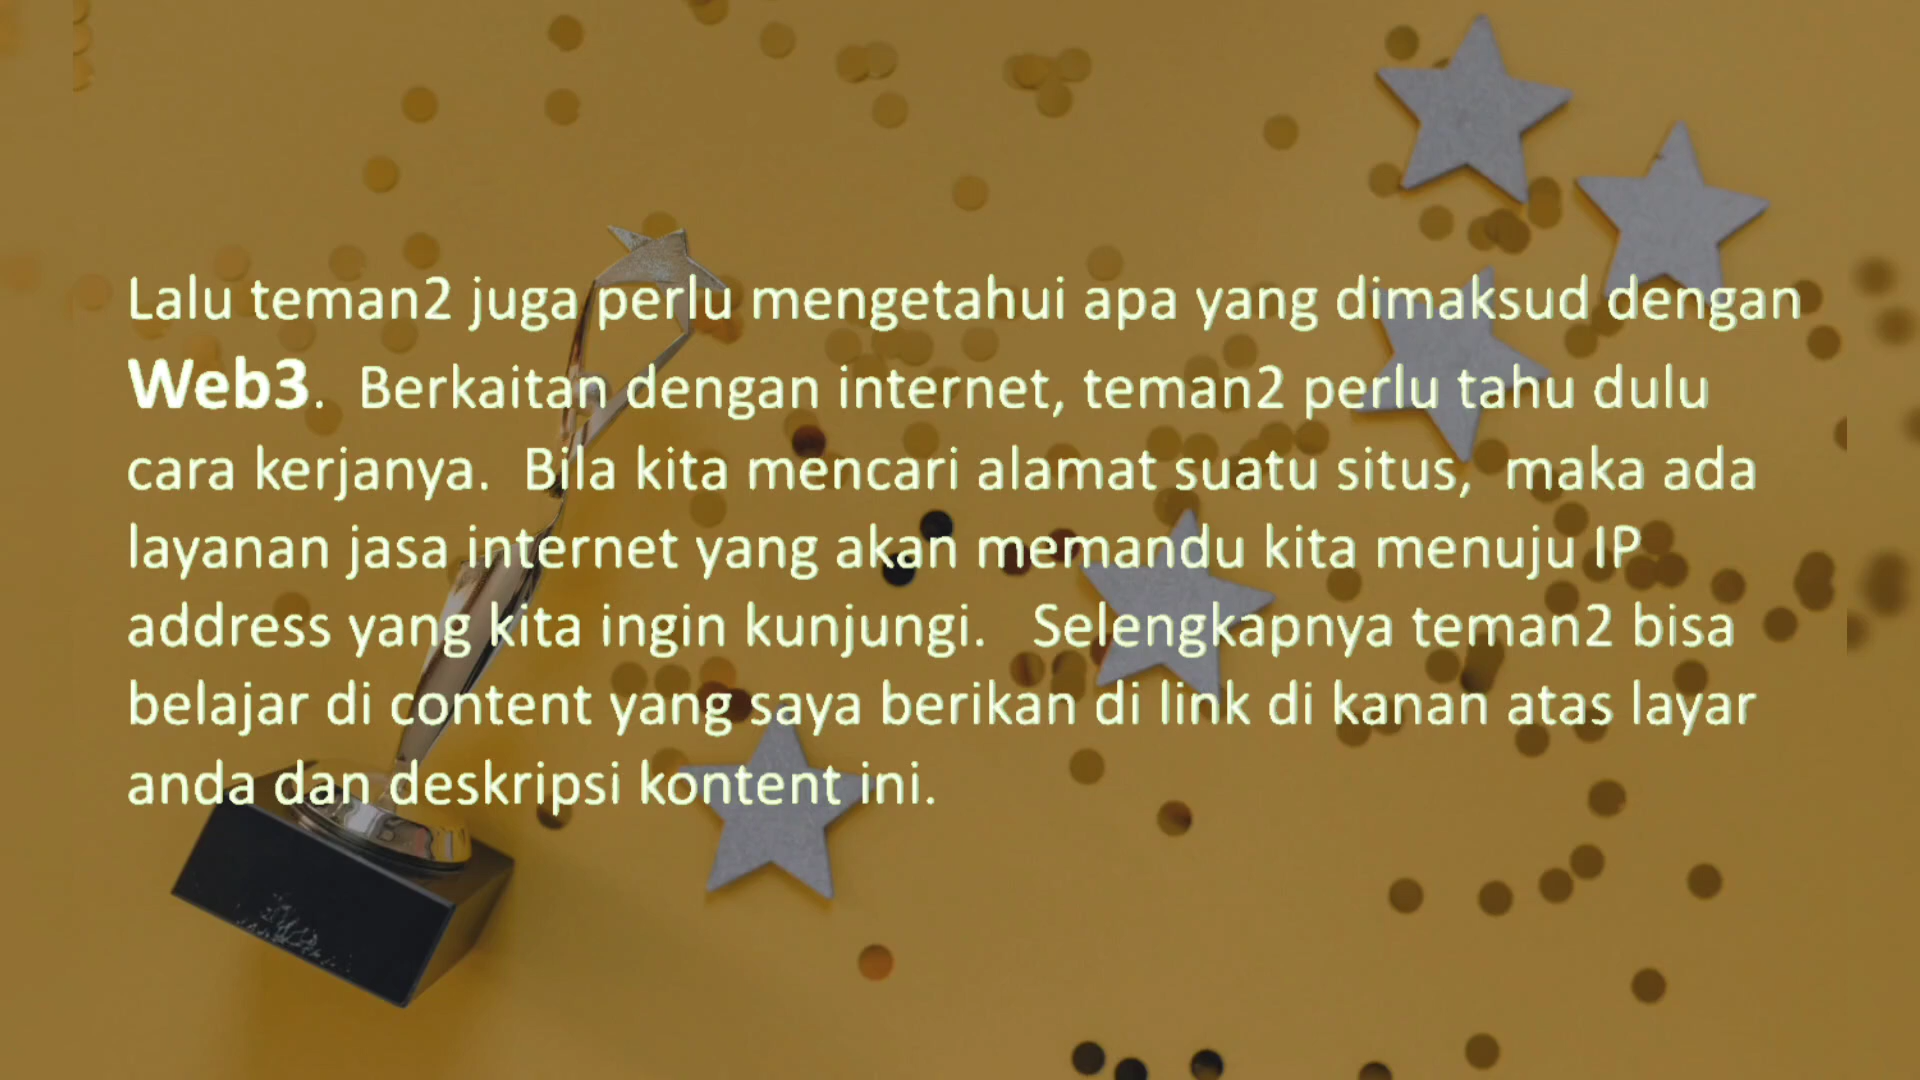 Lalu teman2 juga perlu mengetahui apa yang dimaksud dengan
Web3. Berkaitan dengan internet, teman2 perlu tahu dulu
cara kerjanya. Bila kita mencari alamat suatu situs, maka ada
layanan jasa internet yang akan memandu kita menuju IP
address yang kita ingin kunjungi. Selengkapnya teman2 bisa
belajar di content yang saya berikan di link di kanan atas layar
anda dan deskripsi kontent ini.